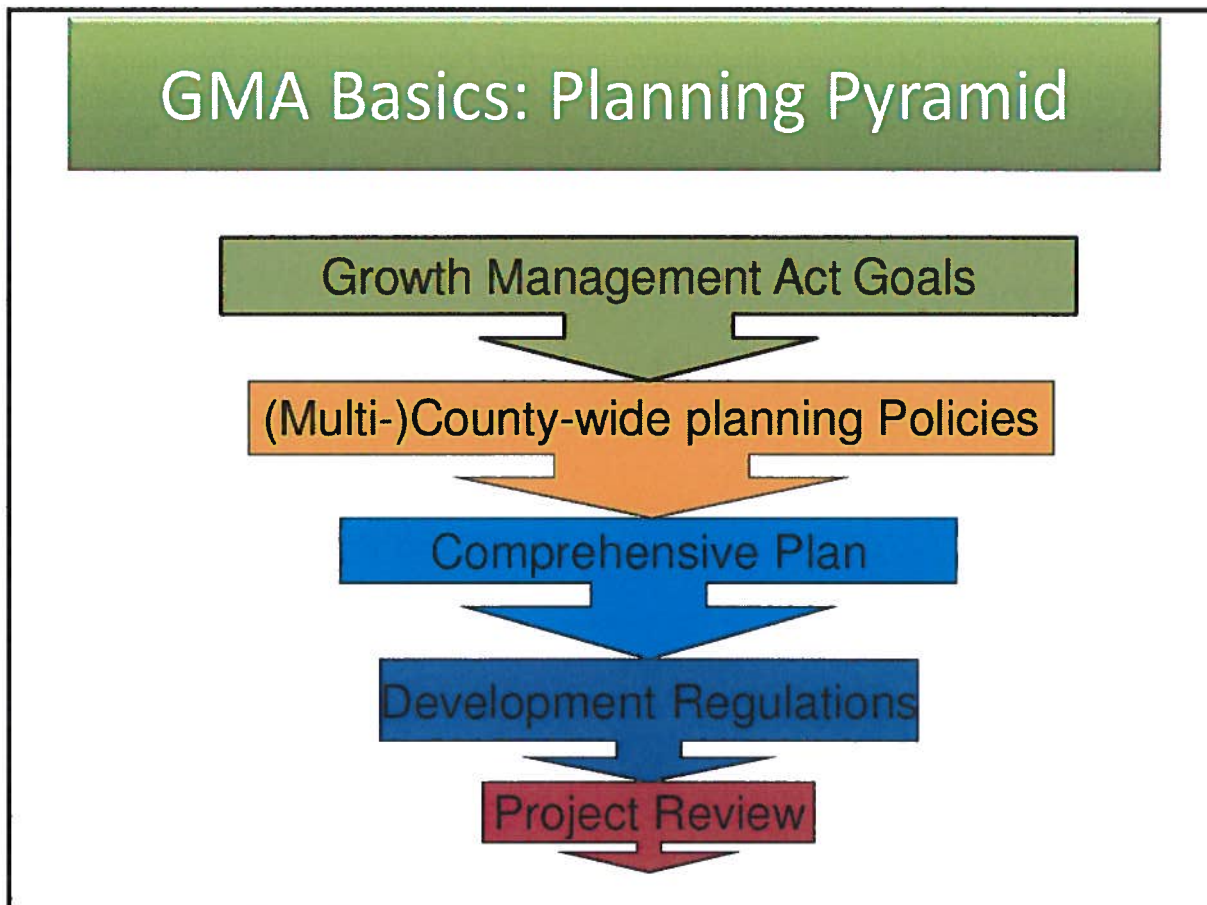 GMA Basics: Planning Pyramid
Growth Management Act Goals
(Multi-)County-wide planning Policies
Comprehensive Plan
Development Regulations
Project Review